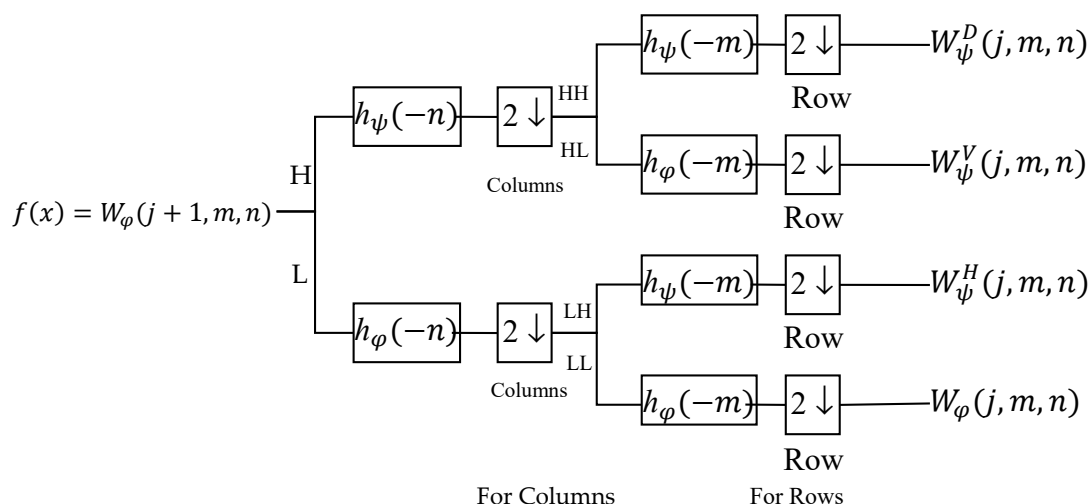 h_ψ(−m) 2 ↓ W_ψ^D(j, m, n)
Row
HH
h_ψ(−n) 2 ↓
HL
h_φ(−m) 2 ↓ W_ψ^V(j, m, n)
Columns
Row
H
f(x) = W_φ(j + 1, m, n)
L
h_ψ(−m) 2 ↓ W_ψ^H(j, m, n)
LH
Row
h_φ(−n) 2 ↓
LL
Columns
h_φ(−m) 2 ↓ W_φ(j, m, n)
Row
For Columns For Rows